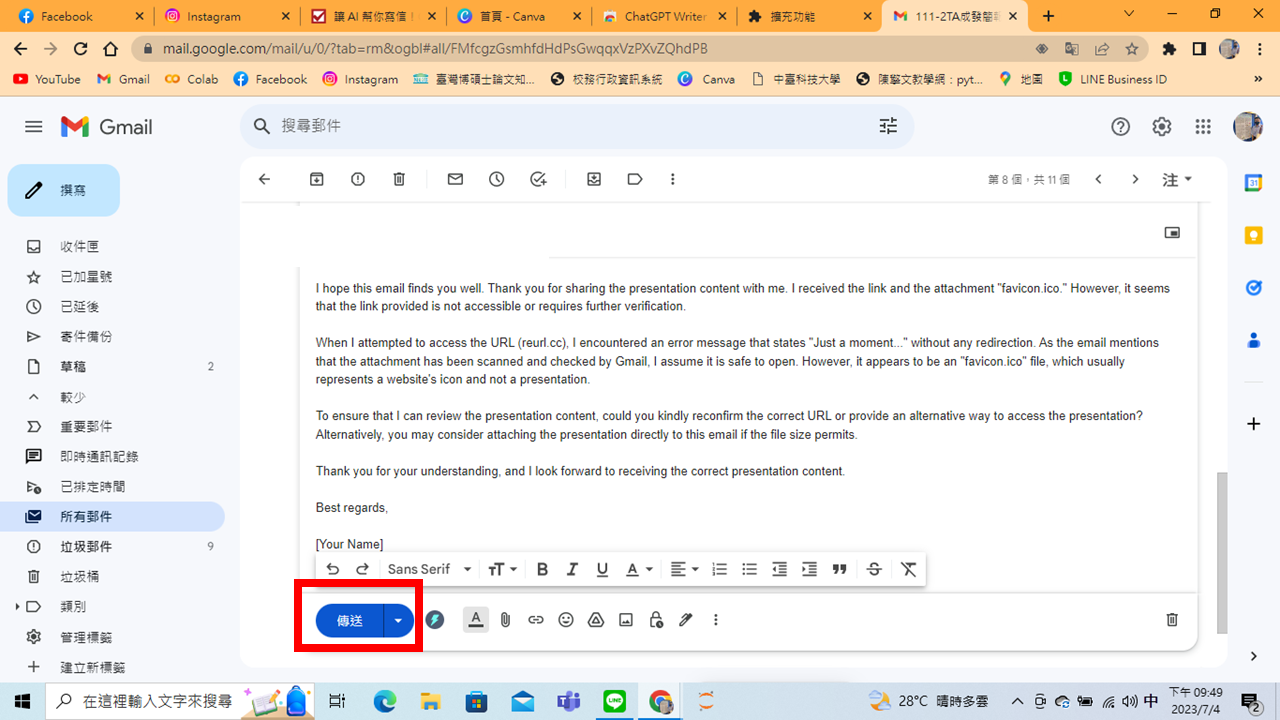 Facebook
Instagram
讓 AI 幫你寫信！
首頁 - Canva
ChatGPT Writer
擴充功能
111-2TA成發簡
mail.google.com/mail/u/0/?tab=rm&ogbl#all/FMfcgzGsmhfdHdPsGwqqxVzPXvZQhdPB
YouTube
Gmail
Colab
Facebook
Instagram
臺灣博碩士論文知...
校務行政資訊系統
Canva
中臺科技大學
陳擎文教學網：pyt...
地圖
LINE Business ID
Gmail
搜尋郵件
撰寫
第 8 個，共 11 個
注
收件匣
已加星號
已延後
寄件備份
草稿
2
較少
重要郵件
即時通訊記錄
已排定時間
所有郵件
垃圾郵件
9
垃圾桶
類別
管理標籤
建立新標籤
31
I hope this email finds you well. Thank you for sharing the presentation content with me. I received the link and the attachment "favicon.ico." However, it seems
that the link provided is not accessible or requires further verification.
When I attempted to access the URL (reurl.cc), I encountered an error message that states "Just a moment..." without any redirection. As the email mentions
that the attachment has been scanned and checked by Gmail, I assume it is safe to open. However, it appears to be an "favicon.ico" file, which usually
represents a website's icon and not a presentation.
To ensure that I can review the presentation content, could you kindly reconfirm the correct URL or provide an alternative way to access the presentation?
Alternatively, you may consider attaching the presentation directly to this email if the file size permits.
Thank you for your understanding, and I look forward to receiving the correct presentation content.
Best regards,
[Your Name]
Sans Serif
傳送
在這裡輸入文字來搜尋
28°C 晴時多雲
中
下午 09:49
2023/7/4
2